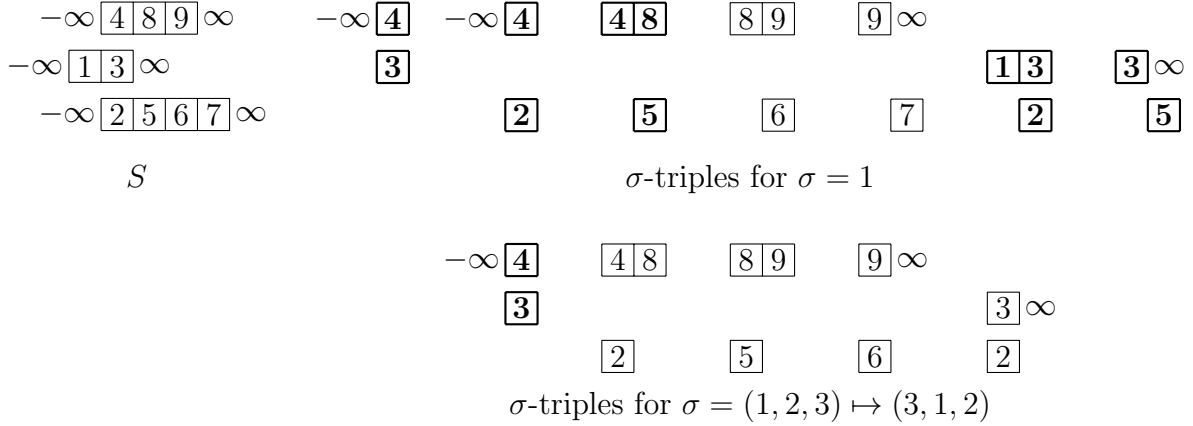 −∞ 4 8 9 ∞ −∞ 4 −∞ 4 4 8 8 9 9 ∞
−∞ 1 3 ∞ 3 1 3 3 ∞
−∞ 2 5 6 7 ∞ 2 5 6 7 2 5
S σ-triples for σ = 1
−∞ 4 4 8 8 9 9 ∞
3 3 ∞
2 5 6 2
σ-triples for σ = (1, 2, 3) ↦ (3, 1, 2)